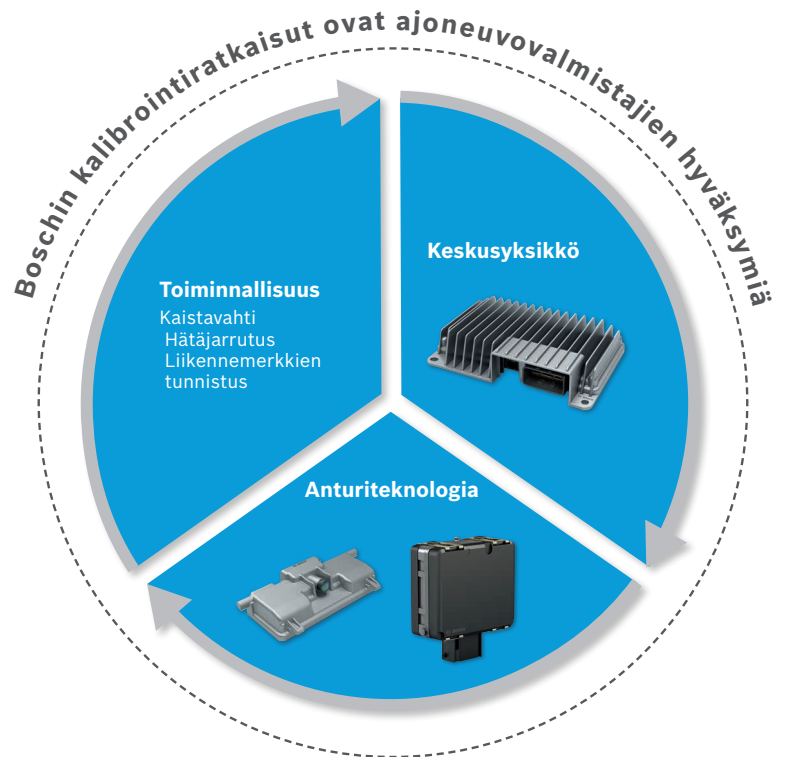 Boschin kalibrointiratkaisut ovat ajoneuvovalmistajien hyväksymiä
Keskusyksikkö
Toiminnallisuus
Kaistavahti
Hätäjarrutus
Liikennemerkkien
tunnistus
Anturiteknologia